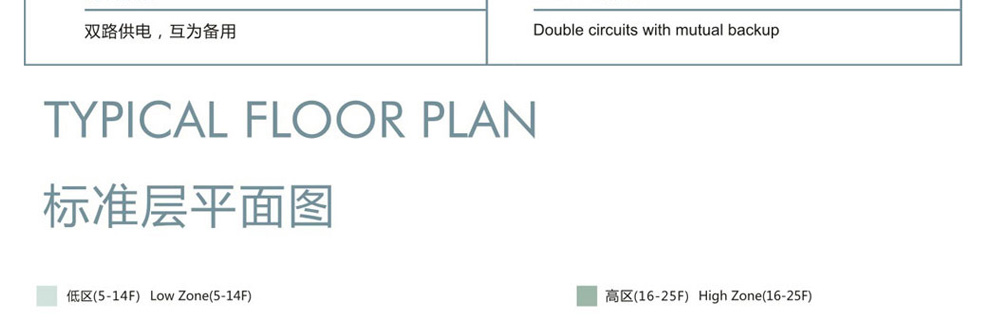 双路供电，互为备用
Double circuits with mutual backup
TYPICAL FLOOR PLAN
标准层平面图
低区(5-14F) Low Zone(5-14F)
高区(16-25F) High Zone(16-25F)